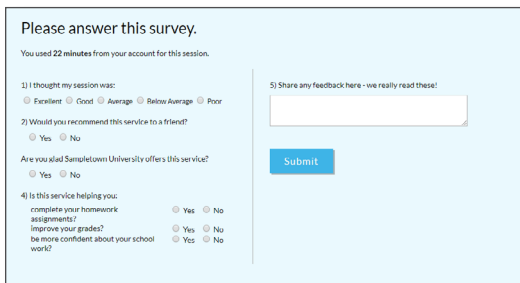 Please answer this survey.
You used 22 minutes from your account for this session.
1) I thought my session was:
Excellent Good Average Below Average Poor
2) Would you recommend this service to a friend?
Yes No
Are you glad Sampletown University offers this service?
Yes No
4) Is this service helping you:
complete your homework
assignments? Yes No
improve your grades? Yes No
be more confident about your school
work? Yes No
5) Share any feedback here - we really read these!
Submit